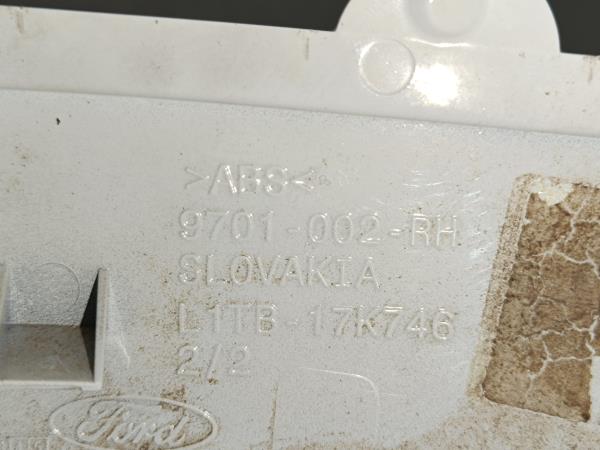 >ABS<
9701-002-RH
SLOVAKIA
L1TB-17K746
2/2
Ford